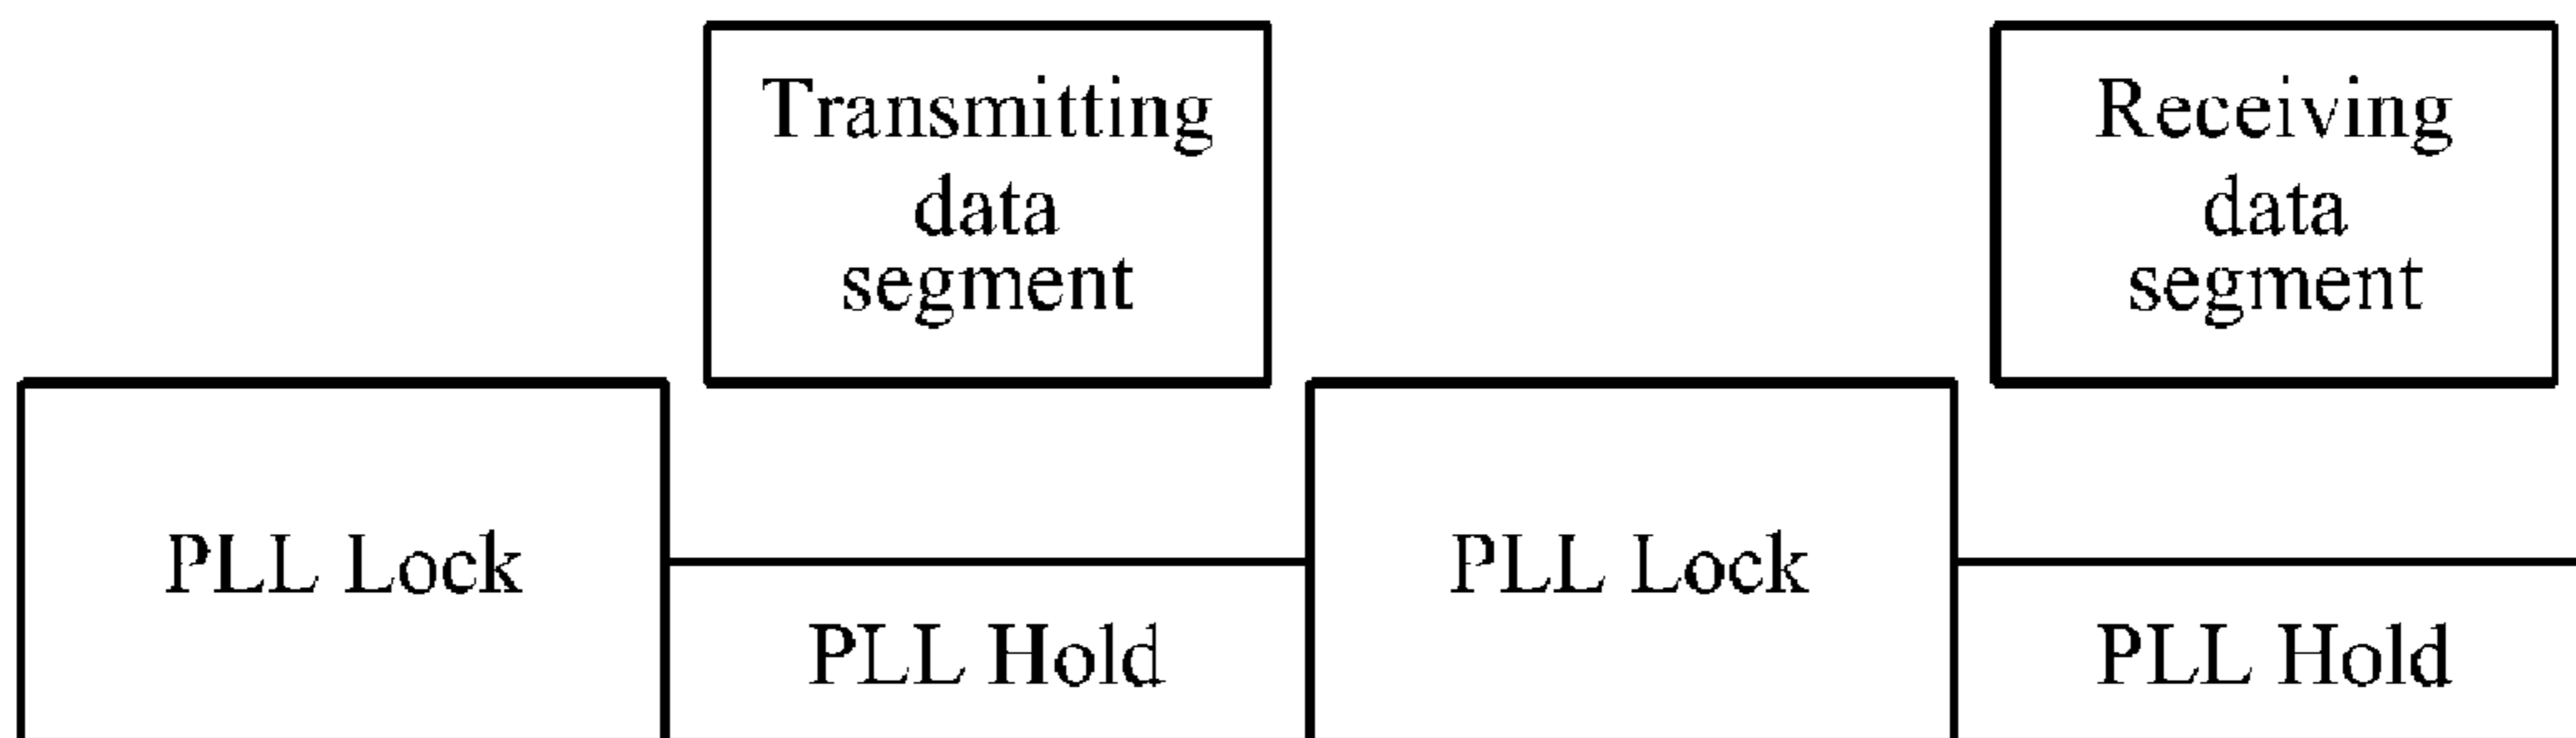 Transmitting
data
segment
Receiving
data
segment
PLL Lock
PLL Hold
PLL Lock
PLL Hold